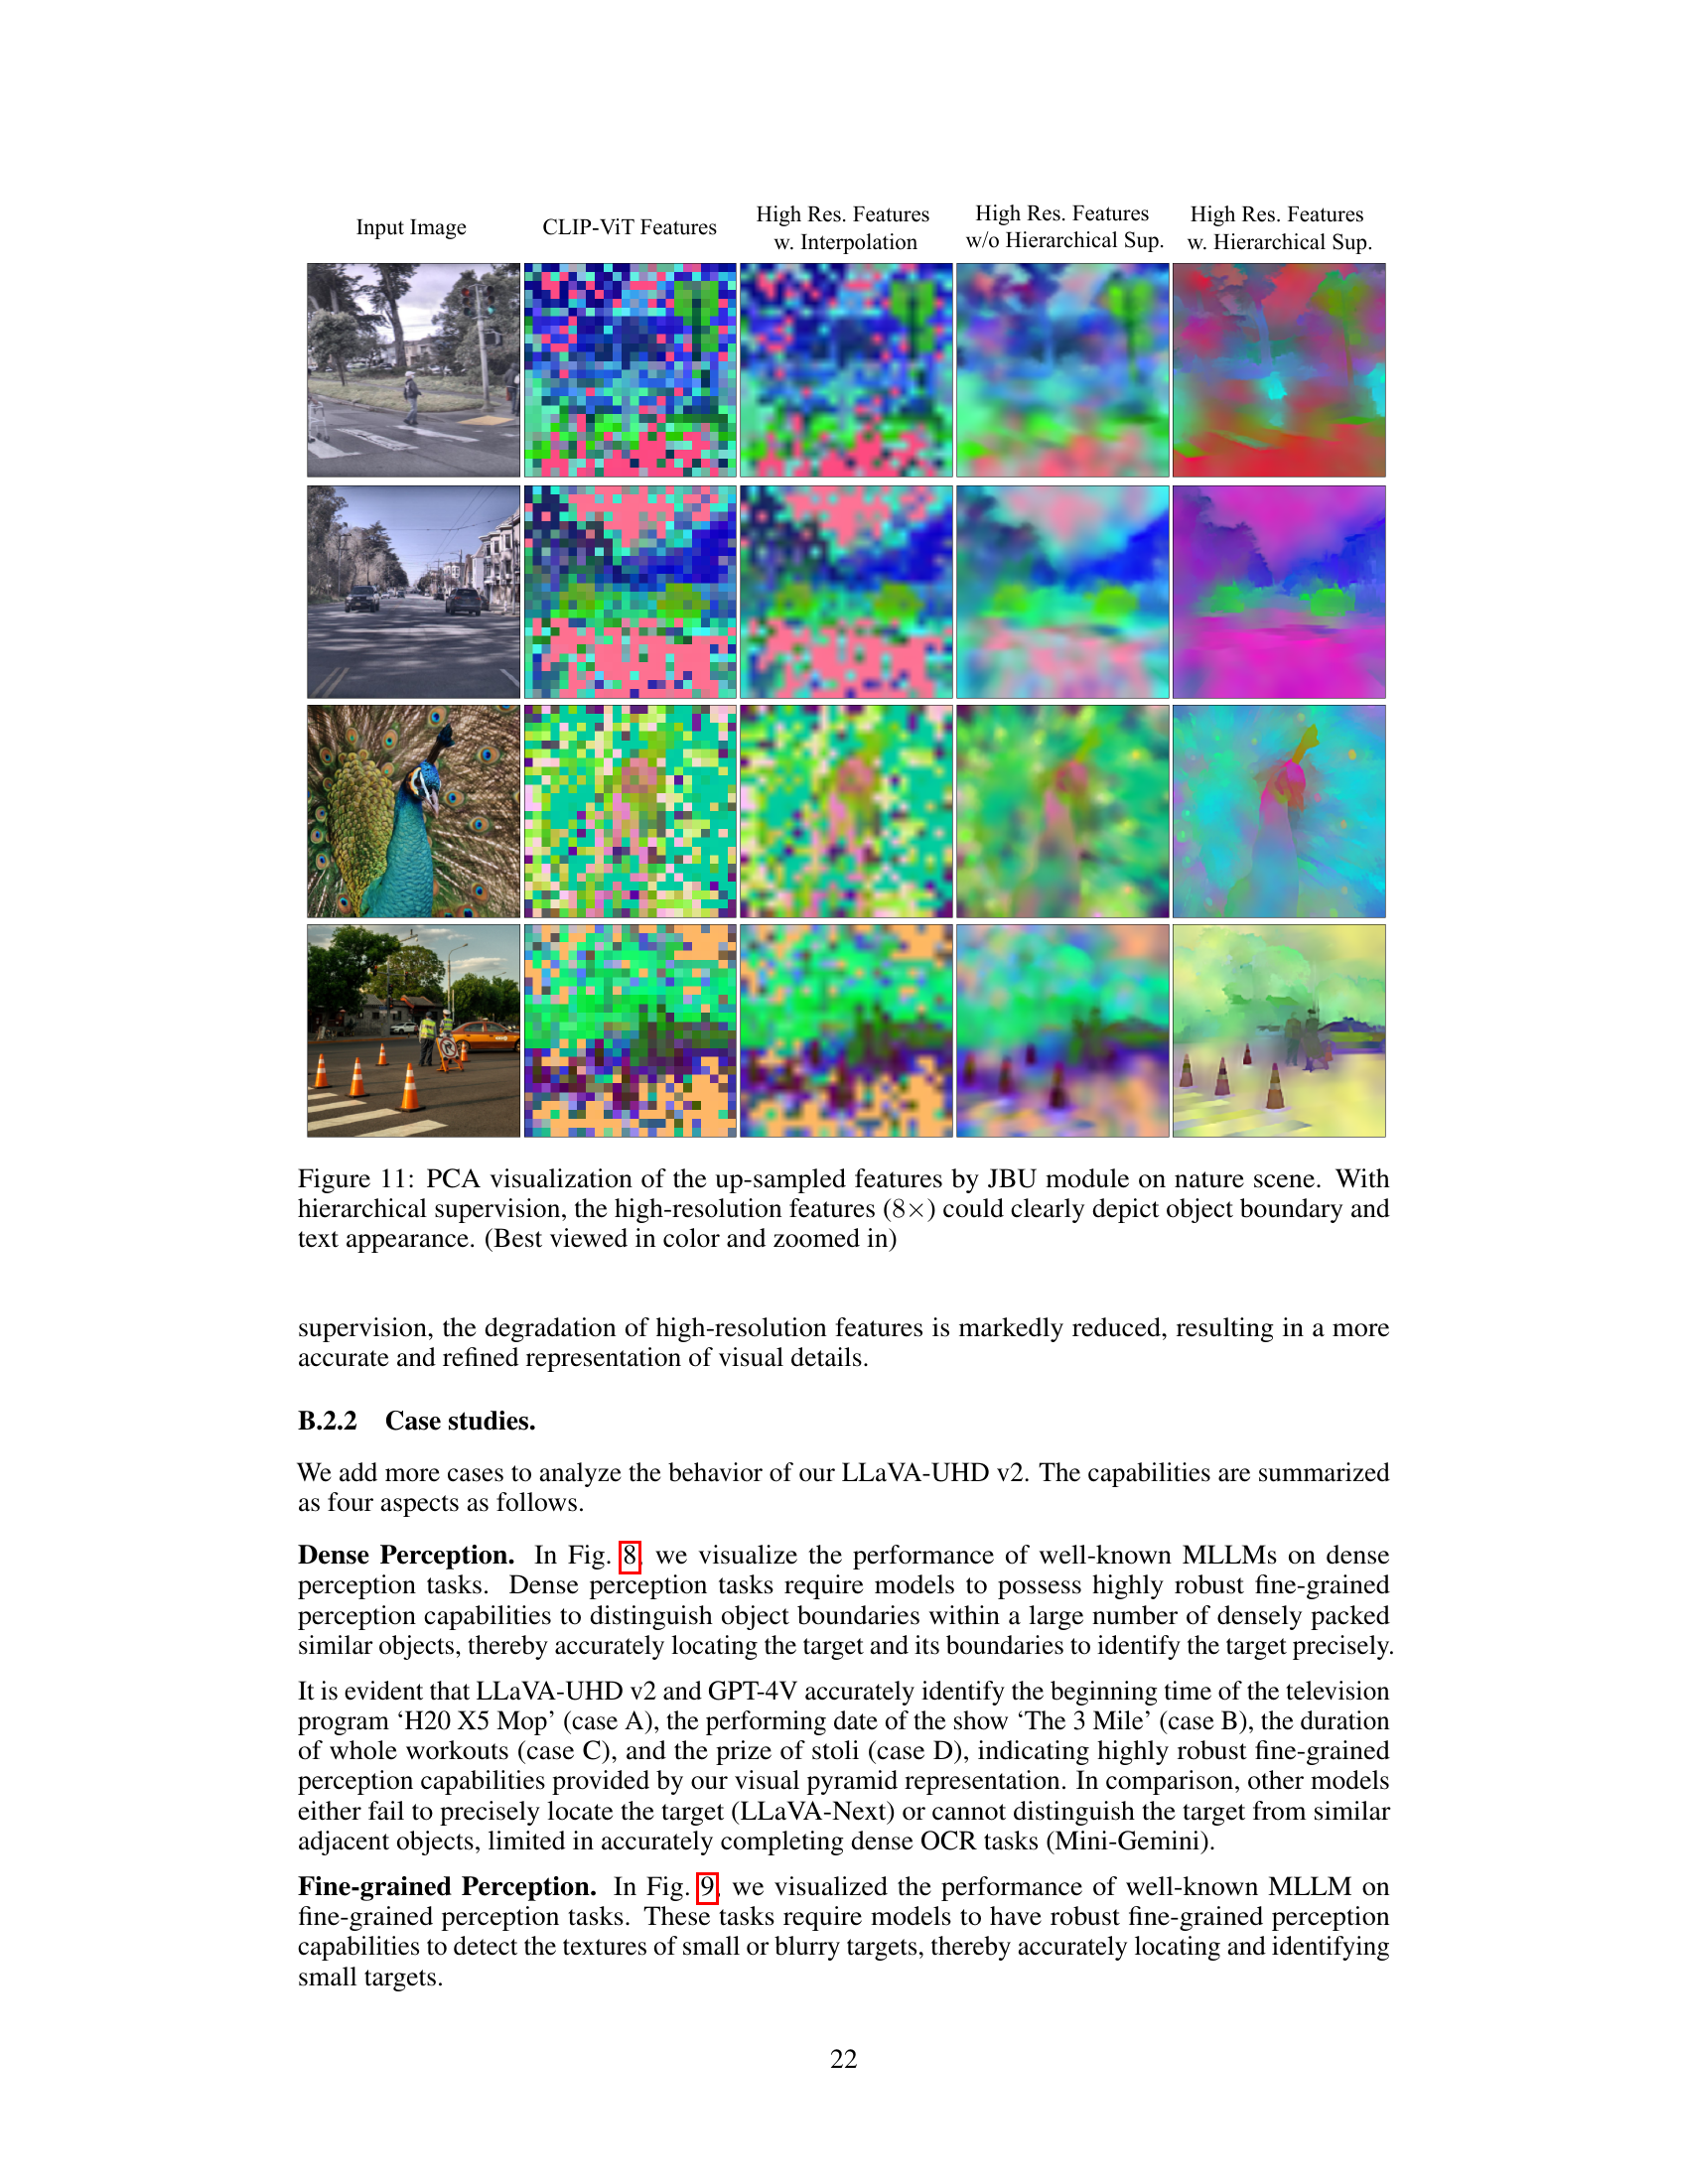 Input Image
CLIP-ViT Features
High Res. Features
w. Interpolation
High Res. Features
w/o Hierarchical Sup.
High Res. Features
w. Hierarchical Sup.
Figure 11: PCA visualization of the up-sampled features by JBU module on nature scene. With
hierarchical supervision, the high-resolution features (8×) could clearly depict object boundary and
text appearance. (Best viewed in color and zoomed in)
supervision, the degradation of high-resolution features is markedly reduced, resulting in a more
accurate and refined representation of visual details.
B.2.2 Case studies.
We add more cases to analyze the behavior of our LLaVA-UHD v2. The capabilities are summarized
as four aspects as follows.
Dense Perception. In Fig. 8, we visualize the performance of well-known MLLMs on dense
perception tasks. Dense perception tasks require models to possess highly robust fine-grained
perception capabilities to distinguish object boundaries within a large number of densely packed
similar objects, thereby accurately locating the target and its boundaries to identify the target precisely.
It is evident that LLaVA-UHD v2 and GPT-4V accurately identify the beginning time of the television
program ‘H20 X5 Mop’ (case A), the performing date of the show ‘The 3 Mile’ (case B), the duration
of whole workouts (case C), and the prize of stoli (case D), indicating highly robust fine-grained
perception capabilities provided by our visual pyramid representation. In comparison, other models
either fail to precisely locate the target (LLaVA-Next) or cannot distinguish the target from similar
adjacent objects, limited in accurately completing dense OCR tasks (Mini-Gemini).
Fine-grained Perception. In Fig. 9, we visualized the performance of well-known MLLM on
fine-grained perception tasks. These tasks require models to have robust fine-grained perception
capabilities to detect the textures of small or blurry targets, thereby accurately locating and identifying
small targets.
22